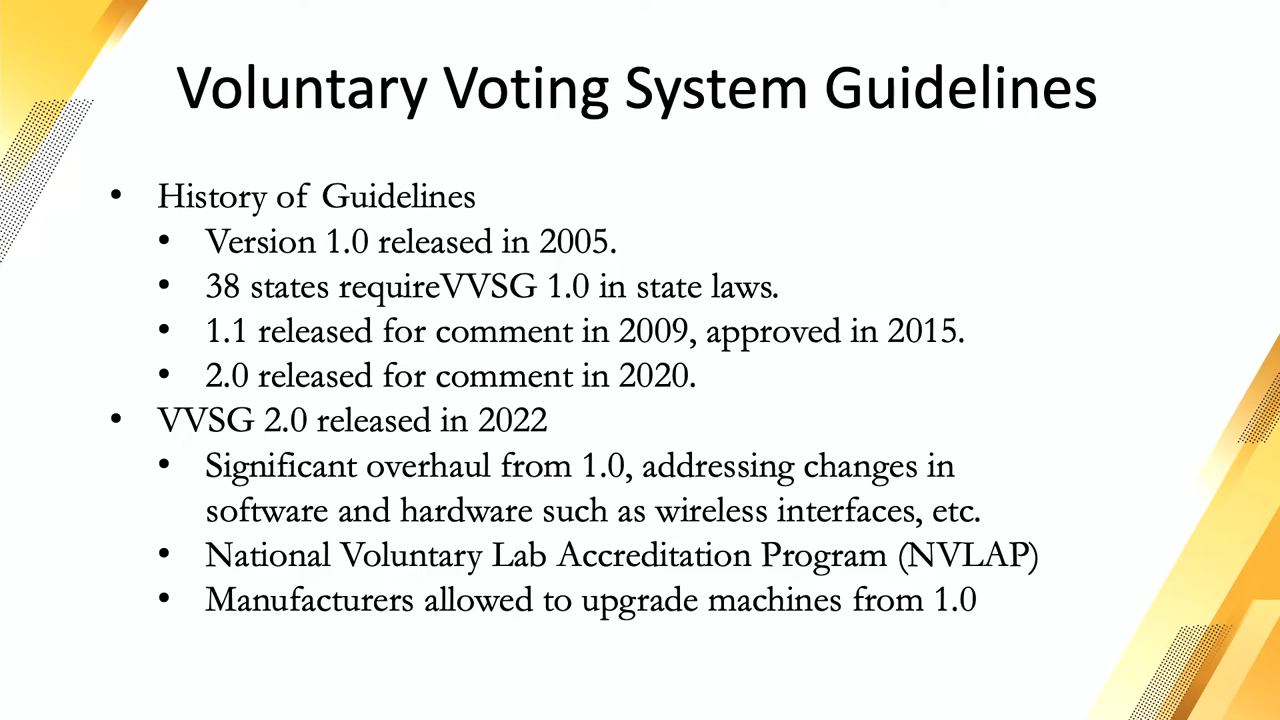 Voluntary Voting System Guidelines
• History of Guidelines
• Version 1.0 released in 2005.
• 38 states requireVVSG 1.0 in state laws.
• 1.1 released for comment in 2009, approved in 2015.
• 2.0 released for comment in 2020.
• VVSG 2.0 released in 2022
• Significant overhaul from 1.0, addressing changes in
software and hardware such as wireless interfaces, etc.
• National Voluntary Lab Accreditation Program (NVLAP)
• Manufacturers allowed to upgrade machines from 1.0